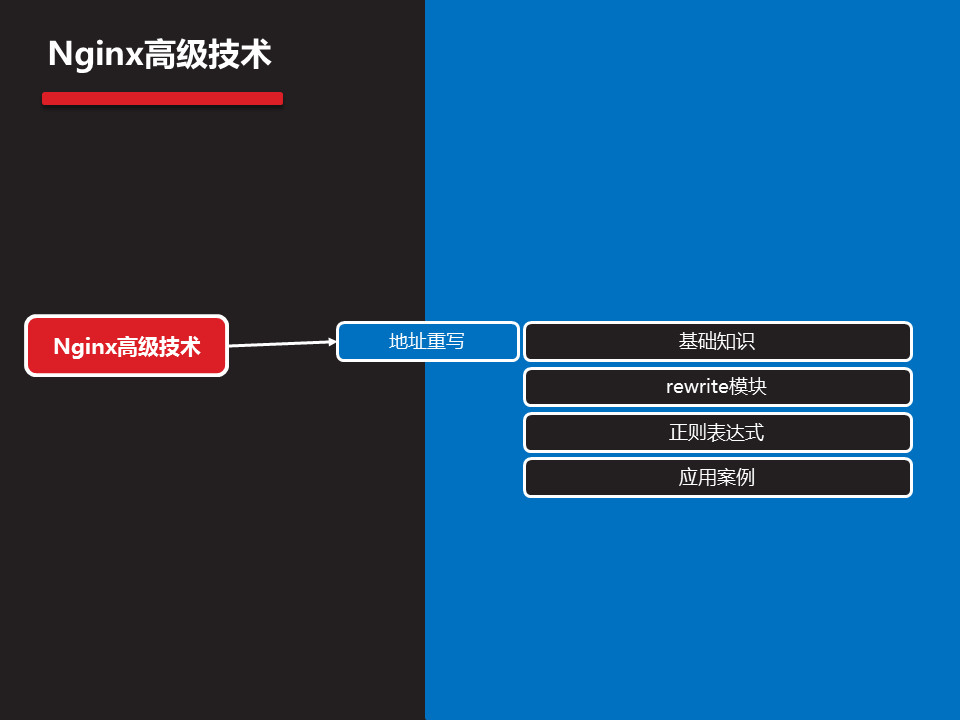 Nginx高级技术
Nginx高级技术
地址重写
基础知识
rewrite模块
正则表达式
应用案例